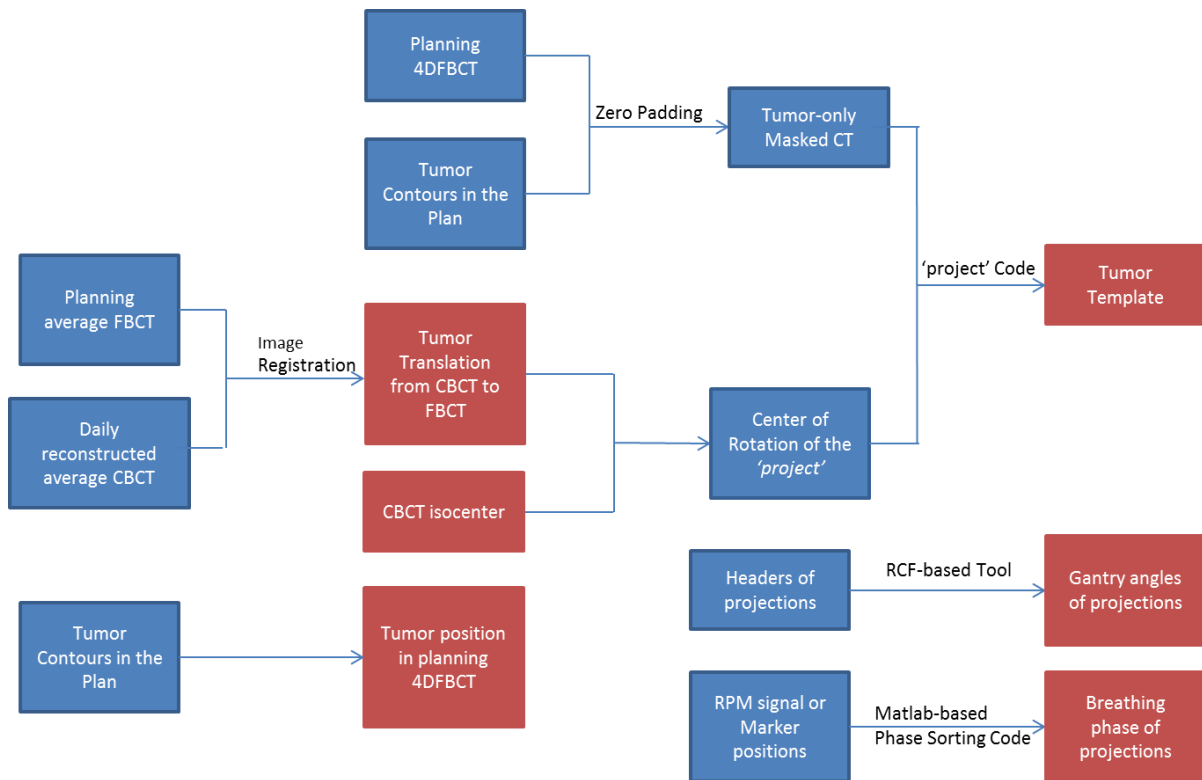 Planning
4DFBCT
Zero Padding
Tumor-only
Masked CT
Tumor
Contours in the
Plan
'project' Code
Tumor
Template
Planning
average FBCT
Image
Registration
Tumor
Translation
from CBCT to
FBCT
Daily
reconstructed
average CBCT
Center of
Rotation of the
'project'
CBCT isocenter
Headers of
projections
RCF-based Tool
Gantry angles
of projections
Tumor
Contours in the
Plan
Tumor position
in planning
4DFBCT
RPM signal or
Marker
positions
Matlab-based
Phase Sorting Code
Breathing
phase of
projections